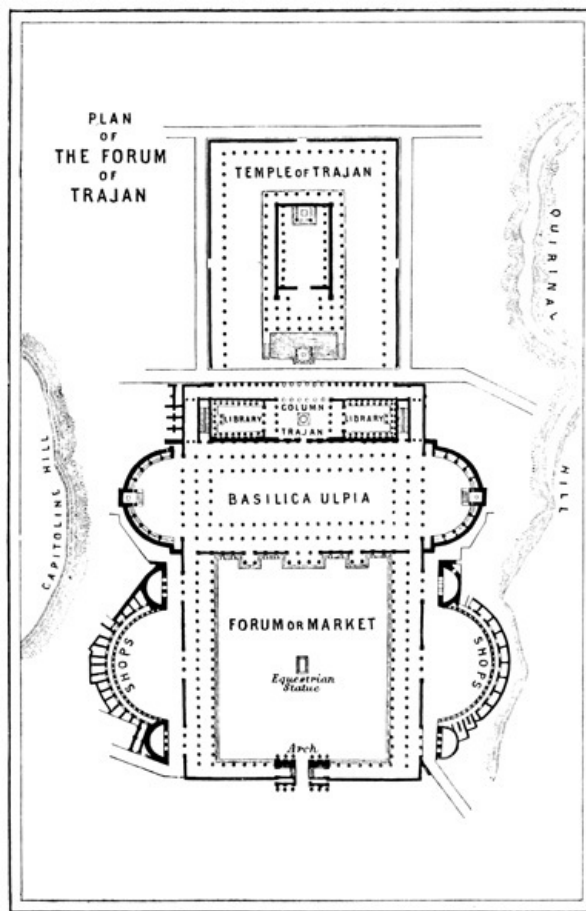 PLAN
OF
THE FORUM
OF
TRAJAN
TEMPLE OF TRAJAN
QUIRINAL
HILL
CAPITOLINE HILL
LIBRARY
COLUMN
TRAJAN
LIBRARY
BASILICA ULPIA
FORUM OR MARKET
SHOPS
SHOPS
Equestrian
Statue
Arch